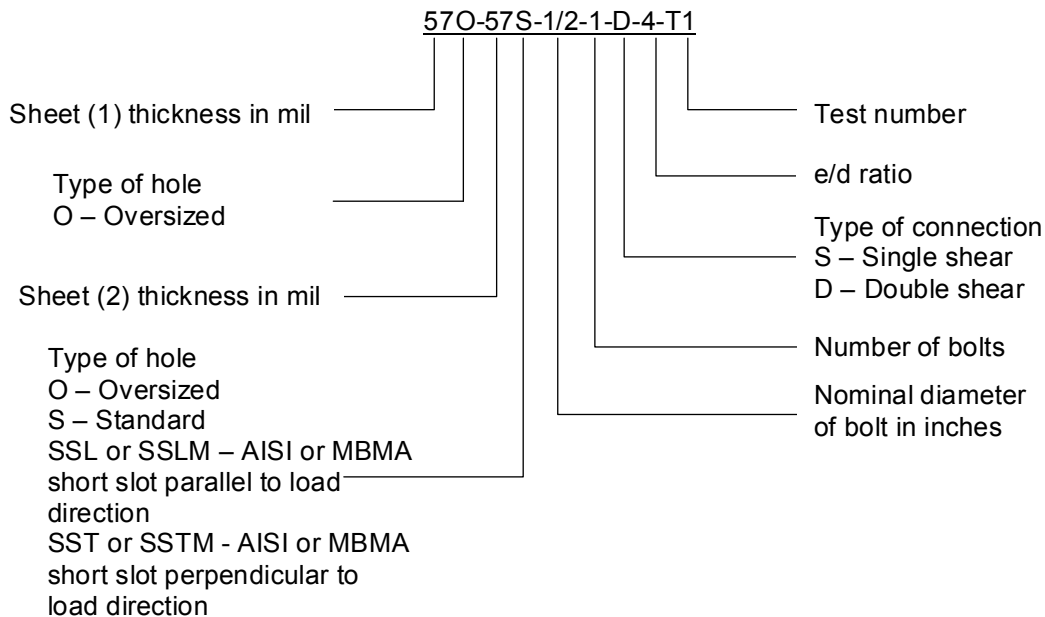 57O-57S-1/2-1-D-4-T1
Sheet (1) thickness in mil
Type of hole
O – Oversized
Sheet (2) thickness in mil
Type of hole
O – Oversized
S – Standard
SSL or SSLM – AISI or MBMA
short slot parallel to load
direction
SST or SSTM - AISI or MBMA
short slot perpendicular to
load direction
Test number
e/d ratio
Type of connection
S – Single shear
D – Double shear
Number of bolts
Nominal diameter
of bolt in inches